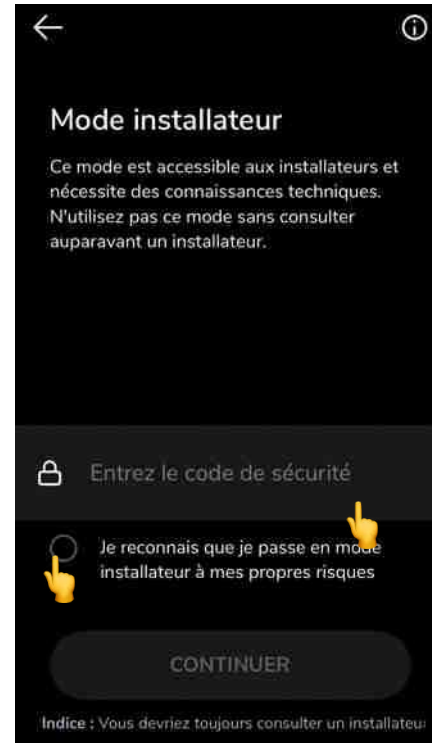 Mode installateur
Ce mode est accessible aux installateurs et
nécessite des connaissances techniques.
N'utilisez pas ce mode sans consulter
auparavant un installateur.
Entrez le code de sécurité
Je reconnais que je passe en mode
installateur à mes propres risques
CONTINUER
Indice : Vous devriez toujours consulter un installateu